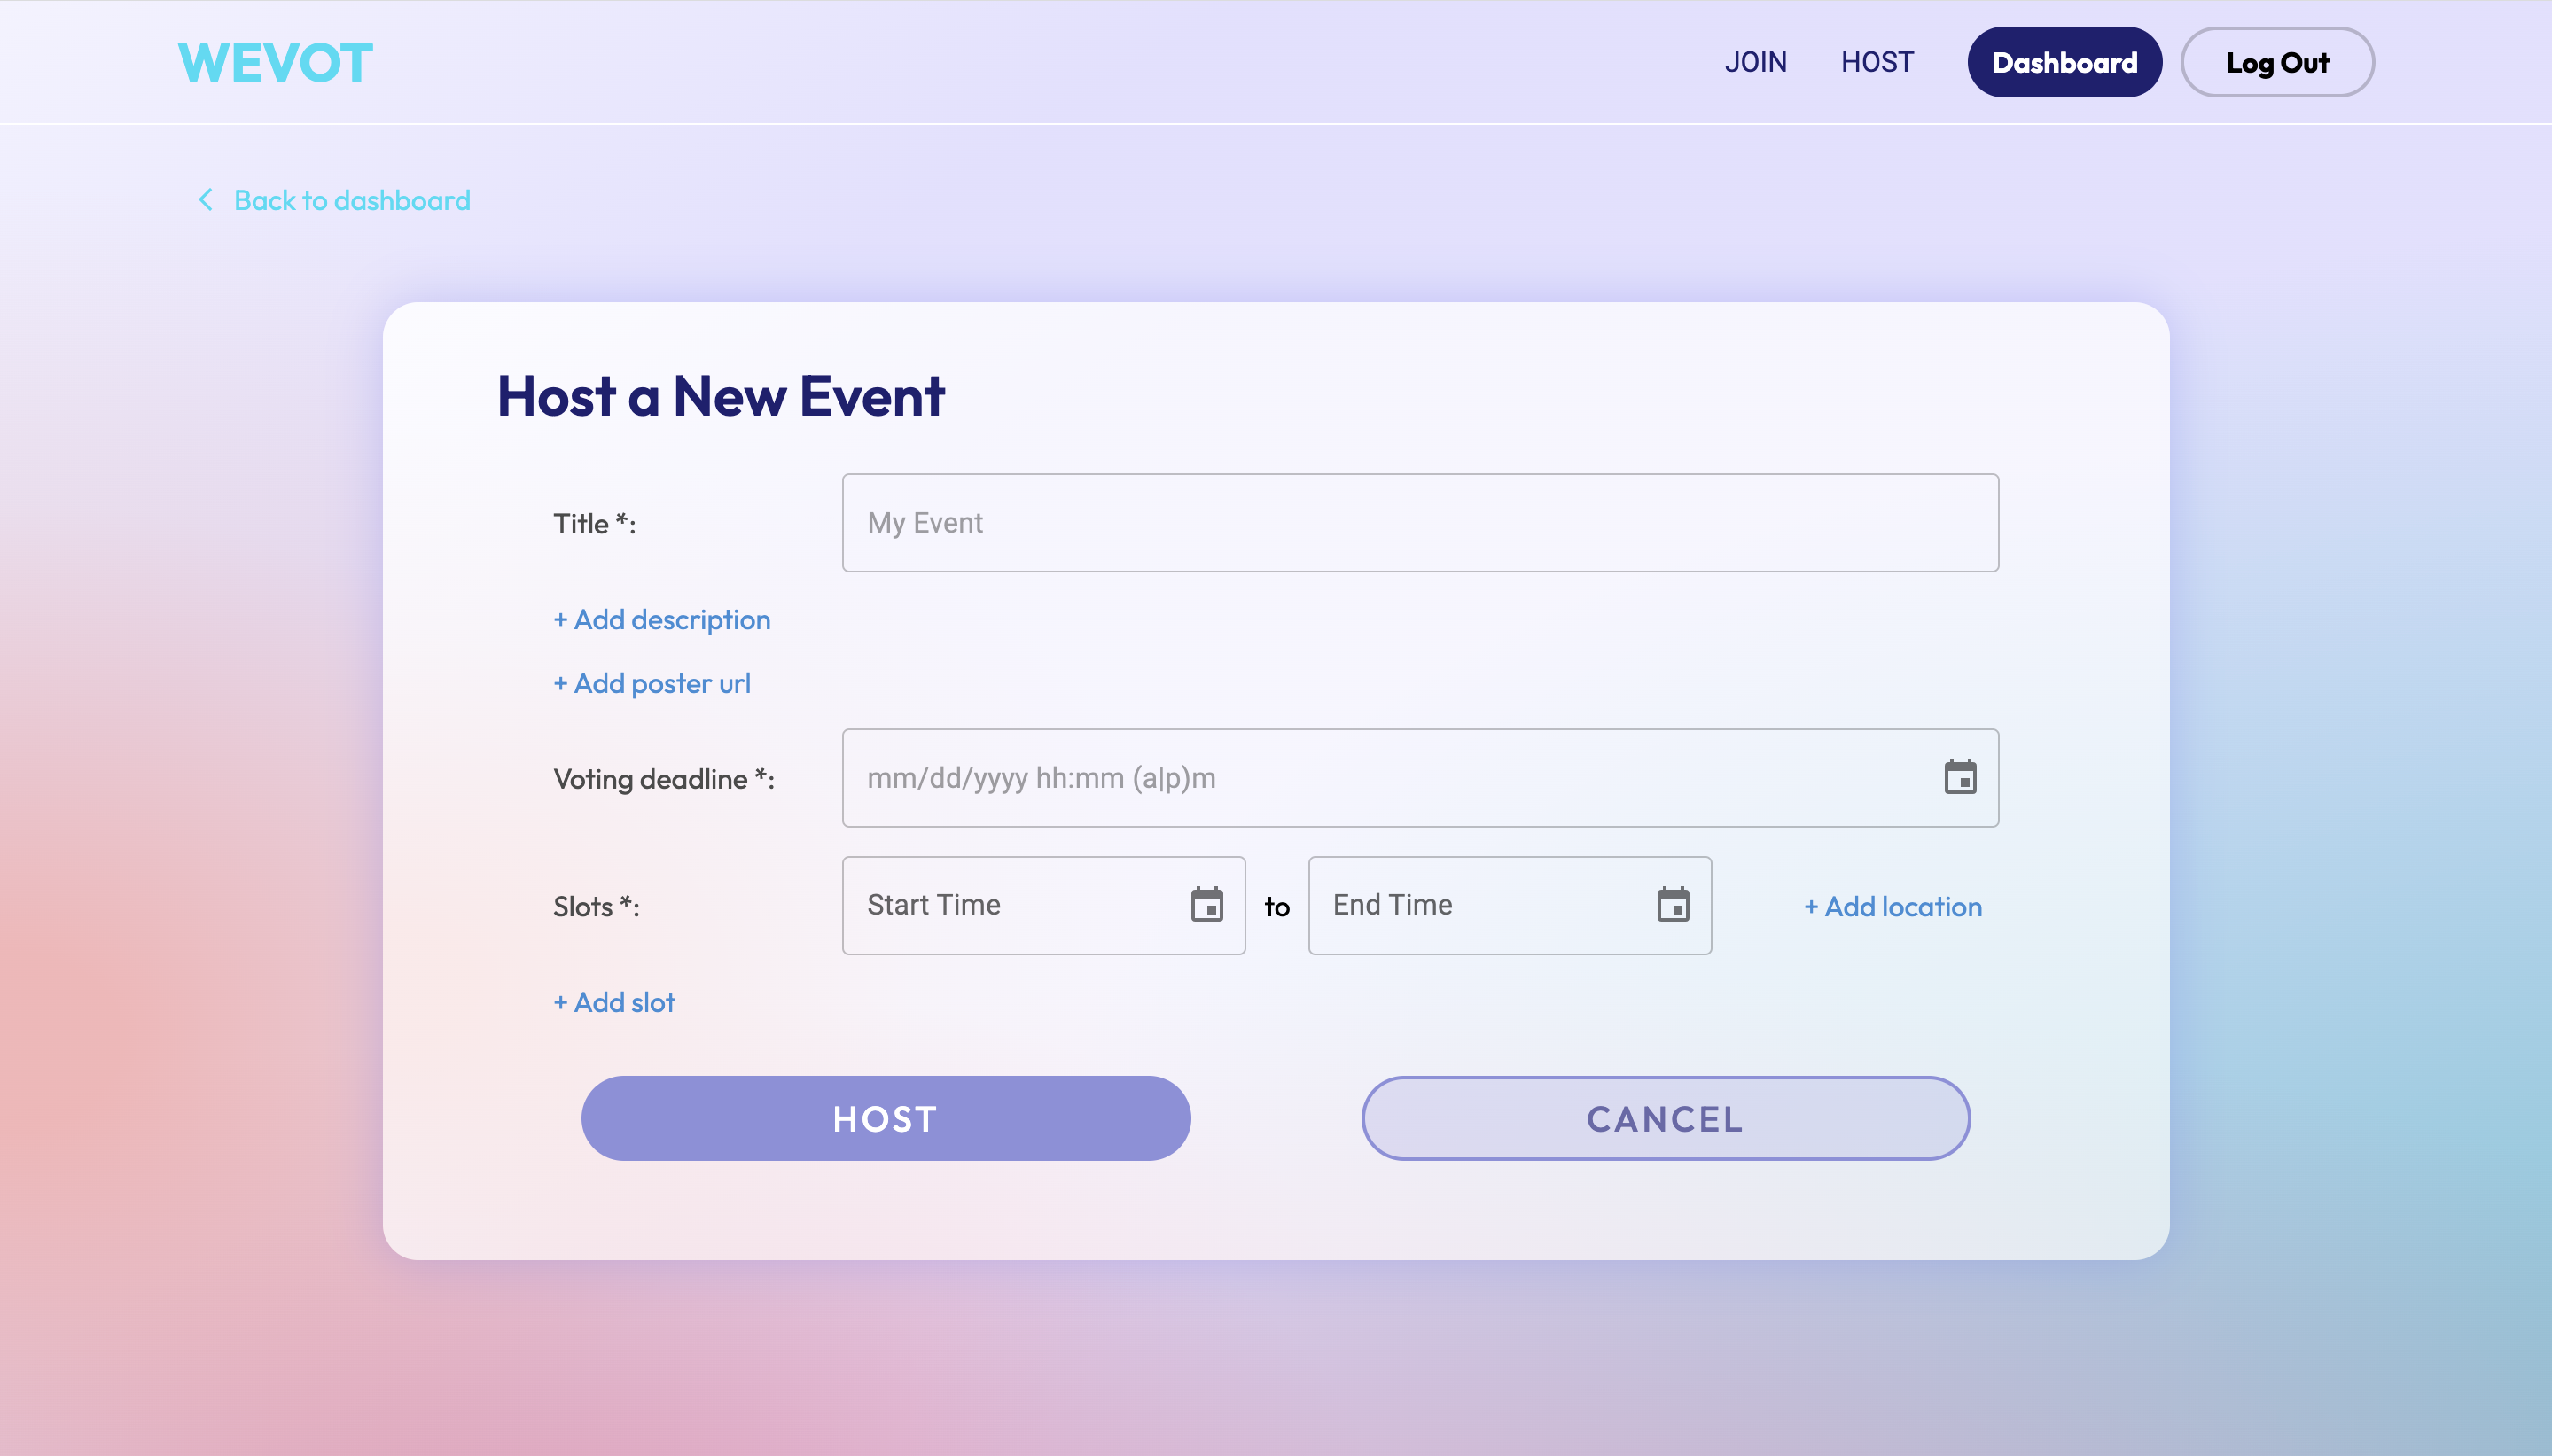 WEVOT JOIN HOST Dashboard Log Out
Back to dashboard
Host a New Event
Title *: My Event
+ Add description
+ Add poster url
Voting deadline *: mm/dd/yyyy hh:mm (a|p)m
Slots *: Start Time to End Time + Add location
+ Add slot
HOST CANCEL